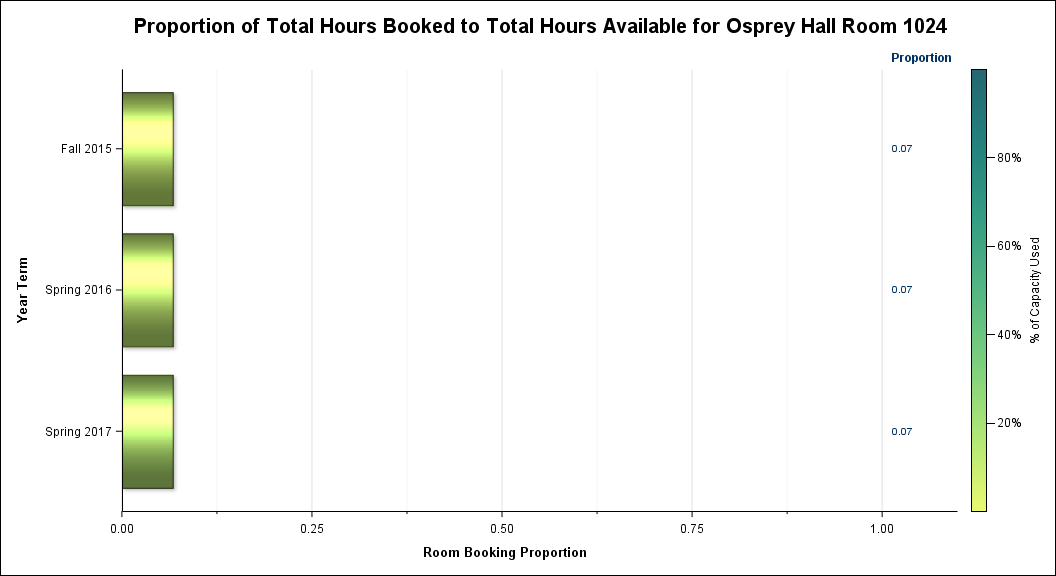 Proportion of Total Hours Booked to Total Hours Available for Osprey Hall Room 1024
Proportion
Fall 2015
0.07
Spring 2016
0.07
Spring 2017
0.07
Year Term
0.00
0.25
0.50
0.75
1.00
Room Booking Proportion
80%
60%
40%
20%
% of Capacity Used